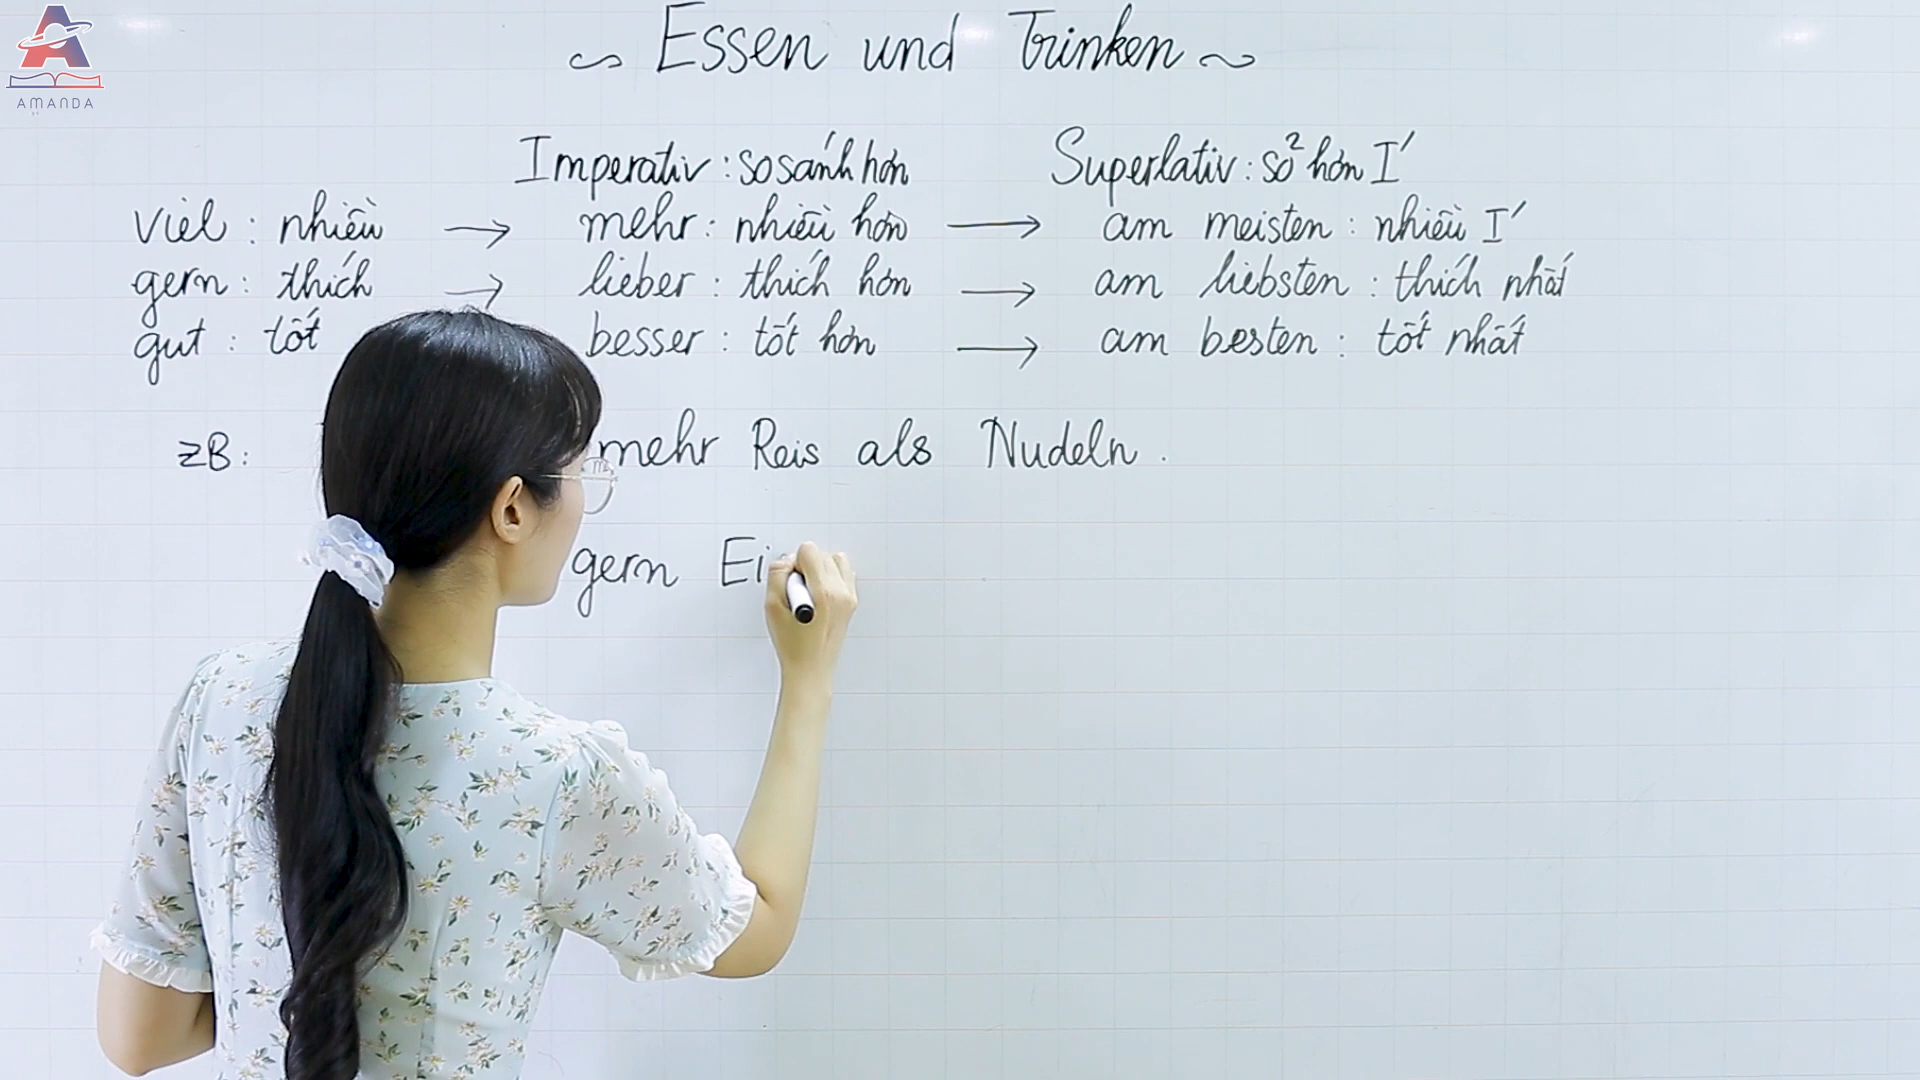 AMANDA
~ Essen und Trinken ~
Imperativ : so sánh hơn Superlativ : so² hơn I'
viel : nhiều → mehr : nhiều hơn → am meisten : nhiều I'
gern : thích → lieber : thích hơn → am liebsten : thích nhất
gut : tốt besser : tốt hơn → am besten : tốt nhất
zB : mehr Reis als Nudeln .
gern Ei